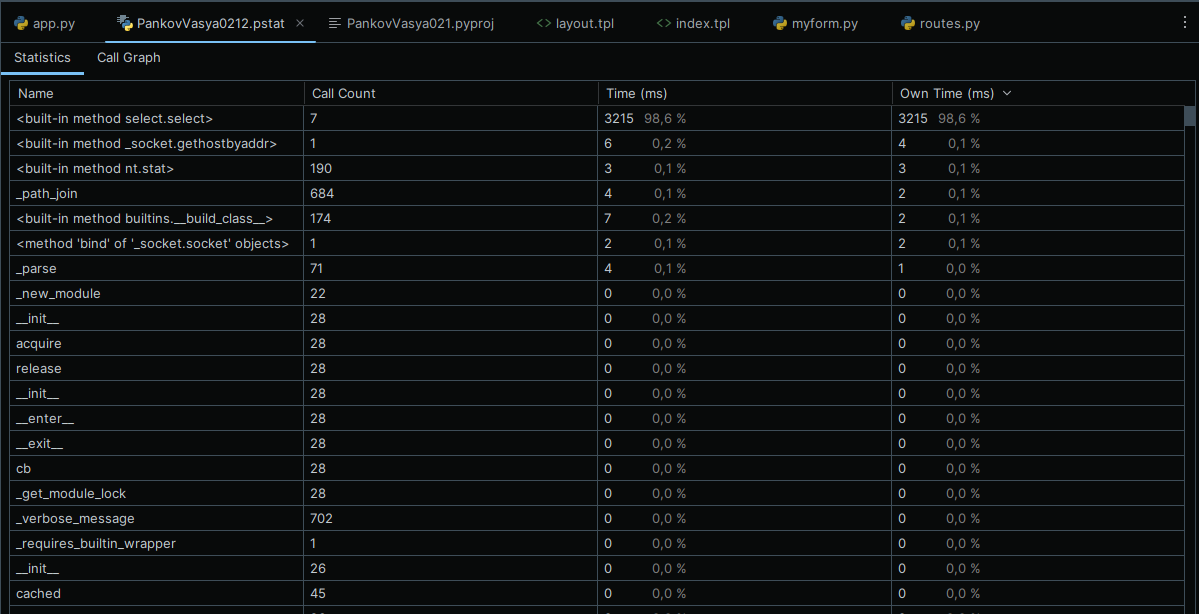 app.py PankovVasya0212.pstat PankovVasya021.pyproj layout.tpl index.tpl myform.py routes.py
Statistics Call Graph
Name Call Count Time (ms) Own Time (ms)
<built-in method select.select> 7 3215 98,6 % 3215 98,6 %
<built-in method _socket.gethostbyaddr> 1 6 0,2 % 4 0,1 %
<built-in method nt.stat> 190 3 0,1 % 3 0,1 %
_path_join 684 4 0,1 % 2 0,1 %
<built-in method builtins.__build_class__> 174 7 0,2 % 2 0,1 %
<method 'bind' of '_socket.socket' objects> 1 2 0,1 % 2 0,1 %
_parse 71 4 0,1 % 1 0,0 %
_new_module 22 0 0,0 % 0 0,0 %
__init__ 28 0 0,0 % 0 0,0 %
acquire 28 0 0,0 % 0 0,0 %
release 28 0 0,0 % 0 0,0 %
__init__ 28 0 0,0 % 0 0,0 %
__enter__ 28 0 0,0 % 0 0,0 %
__exit__ 28 0 0,0 % 0 0,0 %
cb 28 0 0,0 % 0 0,0 %
_get_module_lock 28 0 0,0 % 0 0,0 %
_verbose_message 702 0 0,0 % 0 0,0 %
_requires_builtin_wrapper 1 0 0,0 % 0 0,0 %
__init__ 26 0 0,0 % 0 0,0 %
cached 45 0 0,0 % 0 0,0 %